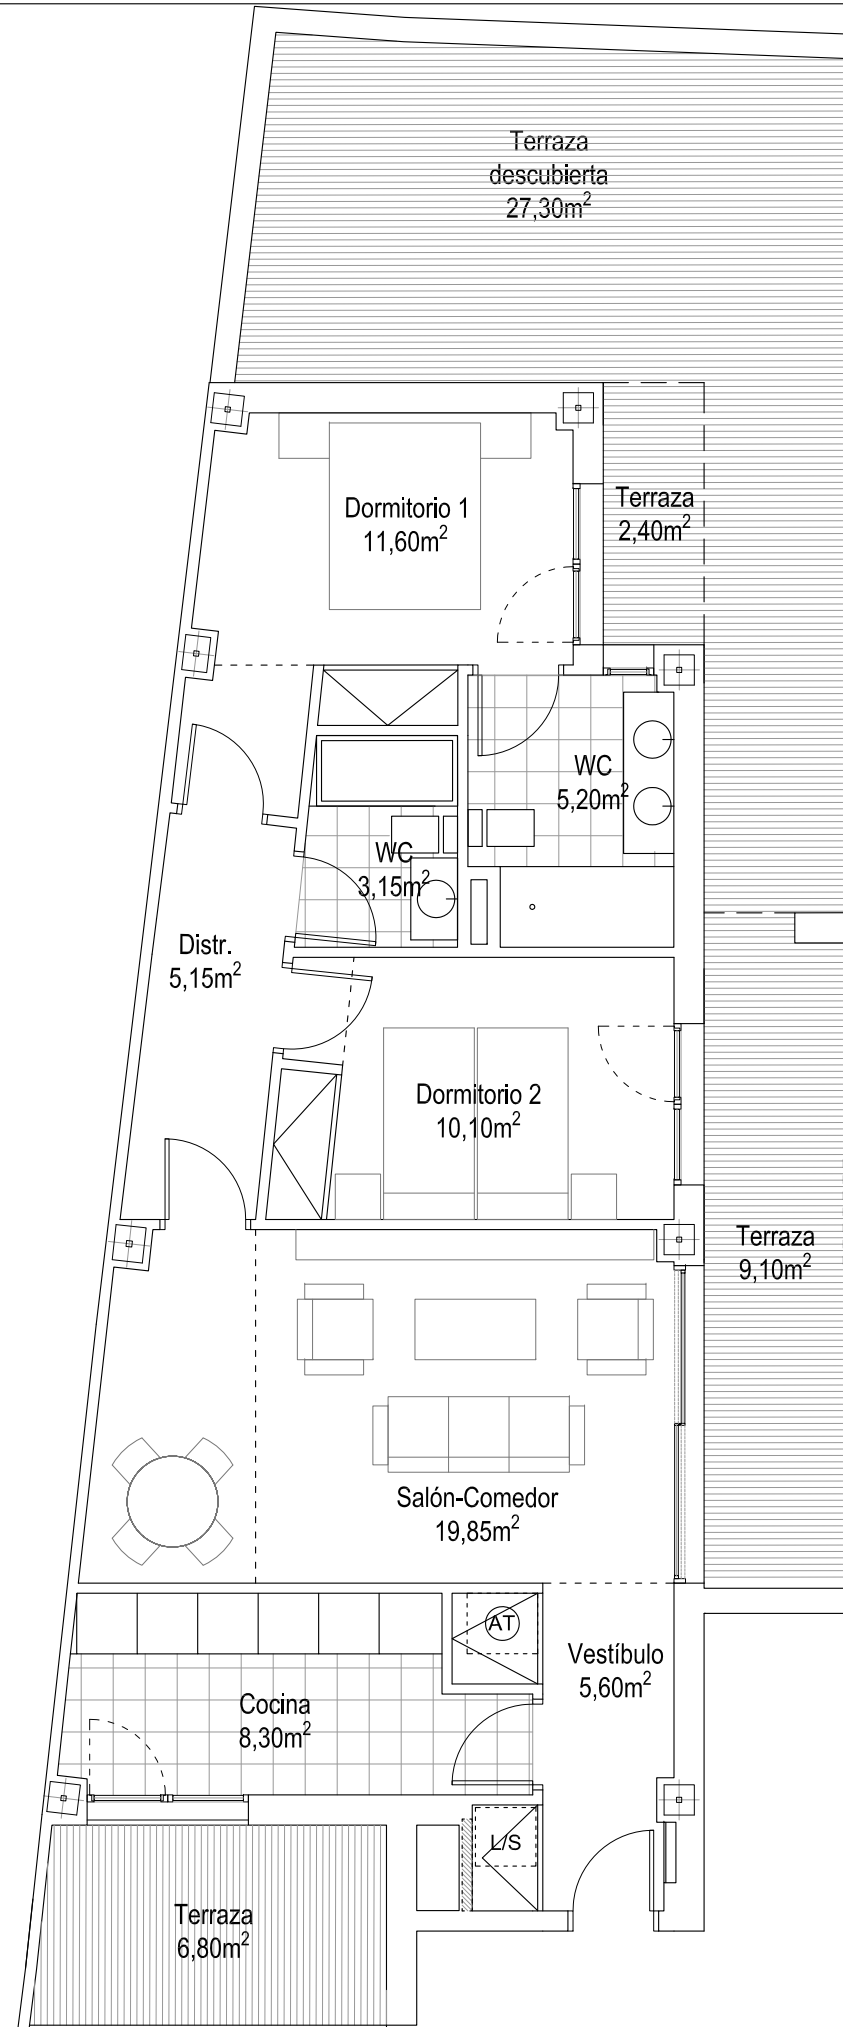 Terraza
descubierta
27,30m²
Dormitorio 1
11,60m²
Terraza
2,40m²
WC
5,20m²
WC
3,15m²
Distr.
5,15m²
Dormitorio 2
10,10m²
Terraza
9,10m²
Salón-Comedor
19,85m²
AT
Vestíbulo
5,60m²
Cocina
8,30m²
L/S
Terraza
6,80m²